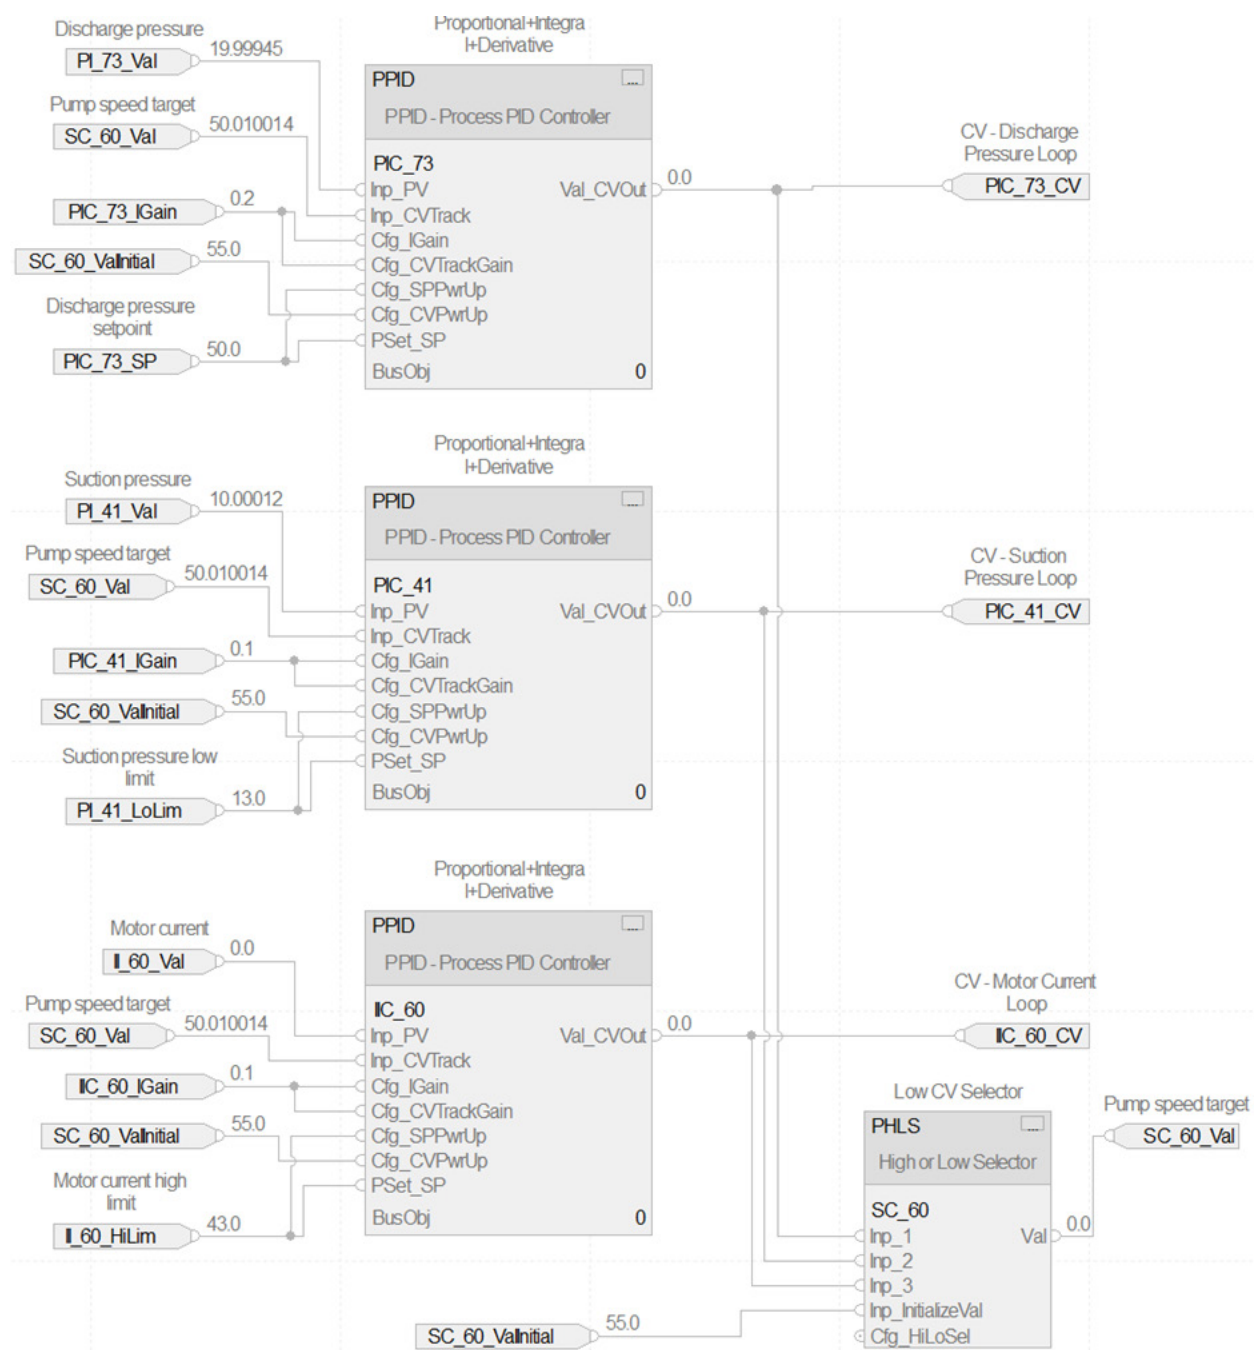 Discharge pressure
PI_73_Val
19.99945
Pump speed target
SC_60_Val
50.010014
PIC_73_IGain
0.2
SC_60_ValInitial
55.0
Discharge pressure
setpoint
PIC_73_SP
50.0
Proportional+Integra
l+Derivative
PPID
...
PPID - Process PID Controller
PIC_73
Inp_PV
Val_CVOut
0.0
Inp_CVTrack
Cfg_IGain
Cfg_CVTrackGain
Cfg_SPPwrUp
Cfg_CVPwrUp
PSet_SP
BusObj
0
CV - Discharge
Pressure Loop
PIC_73_CV
Suction pressure
PI_41_Val
10.00012
Pump speed target
SC_60_Val
50.010014
PIC_41_IGain
0.1
SC_60_ValInitial
55.0
Suction pressure low
limit
PI_41_LoLim
13.0
Proportional+Integra
l+Derivative
PPID
...
PPID - Process PID Controller
PIC_41
Inp_PV
Val_CVOut
0.0
Inp_CVTrack
Cfg_IGain
Cfg_CVTrackGain
Cfg_SPPwrUp
Cfg_CVPwrUp
PSet_SP
BusObj
0
CV - Suction
Pressure Loop
PIC_41_CV
Motor current
II_60_Val
0.0
Pump speed target
SC_60_Val
50.010014
IIC_60_IGain
0.1
SC_60_ValInitial
55.0
Motor current high
limit
II_60_HiLim
43.0
Proportional+Integra
l+Derivative
PPID
...
PPID - Process PID Controller
IIC_60
Inp_PV
Val_CVOut
0.0
Inp_CVTrack
Cfg_IGain
Cfg_CVTrackGain
Cfg_SPPwrUp
Cfg_CVPwrUp
PSet_SP
BusObj
0
CV - Motor Current
Loop
IIC_60_CV
Low CV Selector
PHLS
...
High or Low Selector
SC_60
Inp_1
Val
0.0
Inp_2
Inp_3
Inp_InitializeVal
Cfg_HiLoSel
Pump speed target
SC_60_Val
SC_60_ValInitial
55.0